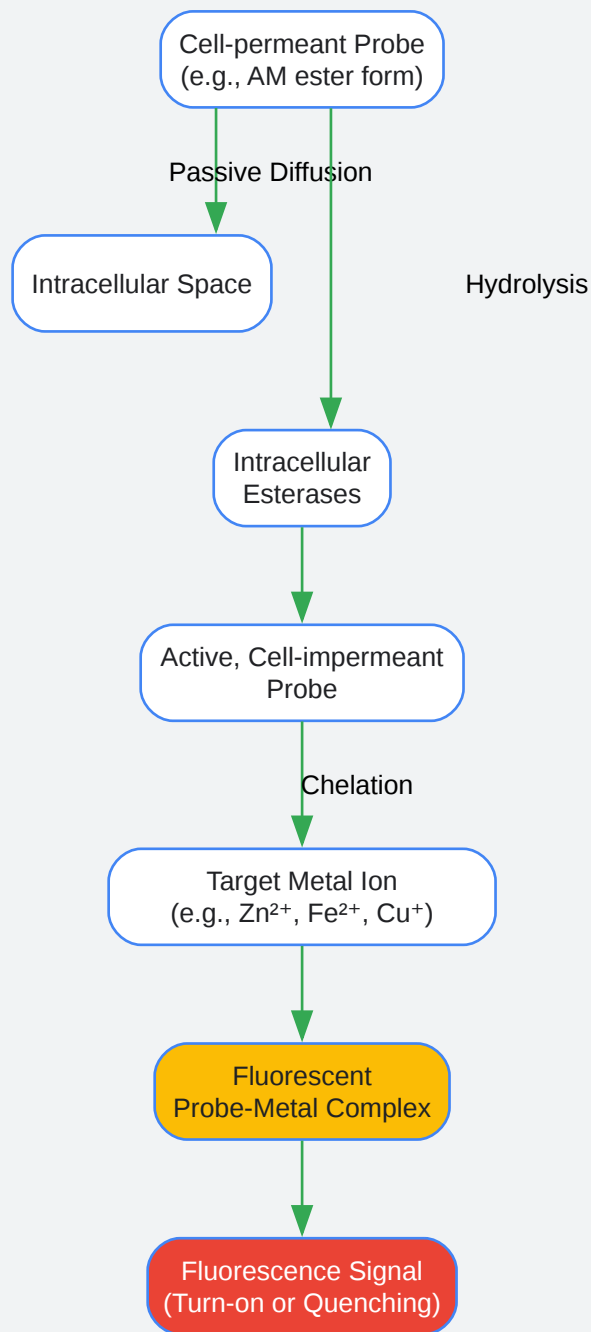 Cell-permeant Probe
(e.g., AM ester form)
Passive Diffusion
Intracellular Space
Hydrolysis
Intracellular
Esterases
Active, Cell-impermeant
Probe
Chelation
Target Metal Ion
(e.g., Zn²⁺, Fe²⁺, Cu⁺)
Fluorescent
Probe-Metal Complex
Fluorescence Signal
(Turn-on or Quenching)